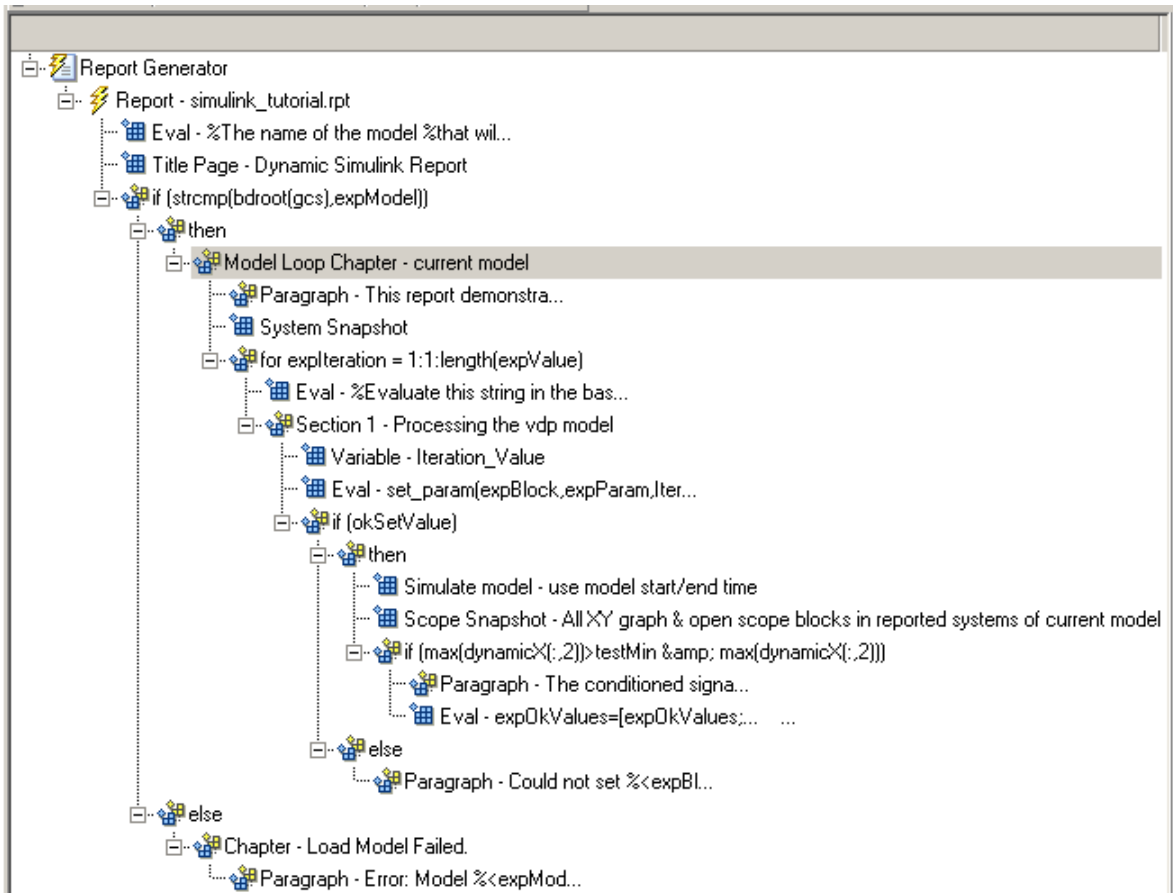 Report Generator
Report - simulink_tutorial.rpt
Eval - %The name of the model %that wil...
Title Page - Dynamic Simulink Report
if (strcmp(bdroot(gcs),expModel))
then
Model Loop Chapter - current model
Paragraph - This report demonstra...
System Snapshot
for expIteration = 1:1:length(expValue)
Eval - %Evaluate this string in the bas...
Section 1 - Processing the vdp model
Variable - Iteration_Value
Eval - set_param(expBlock,expParam,Iter...
if (okSetValue)
then
Simulate model - use model start/end time
Scope Snapshot - All XY graph & open scope blocks in reported systems of current model
if (max(dynamicX(:,2))>testMin &amp; max(dynamicX(:,2)))
Paragraph - The conditioned signa...
Eval - expOkValues=[expOkValues;... ...
else
Paragraph - Could not set %<expBl...
else
Chapter - Load Model Failed.
Paragraph - Error: Model %<expMod...